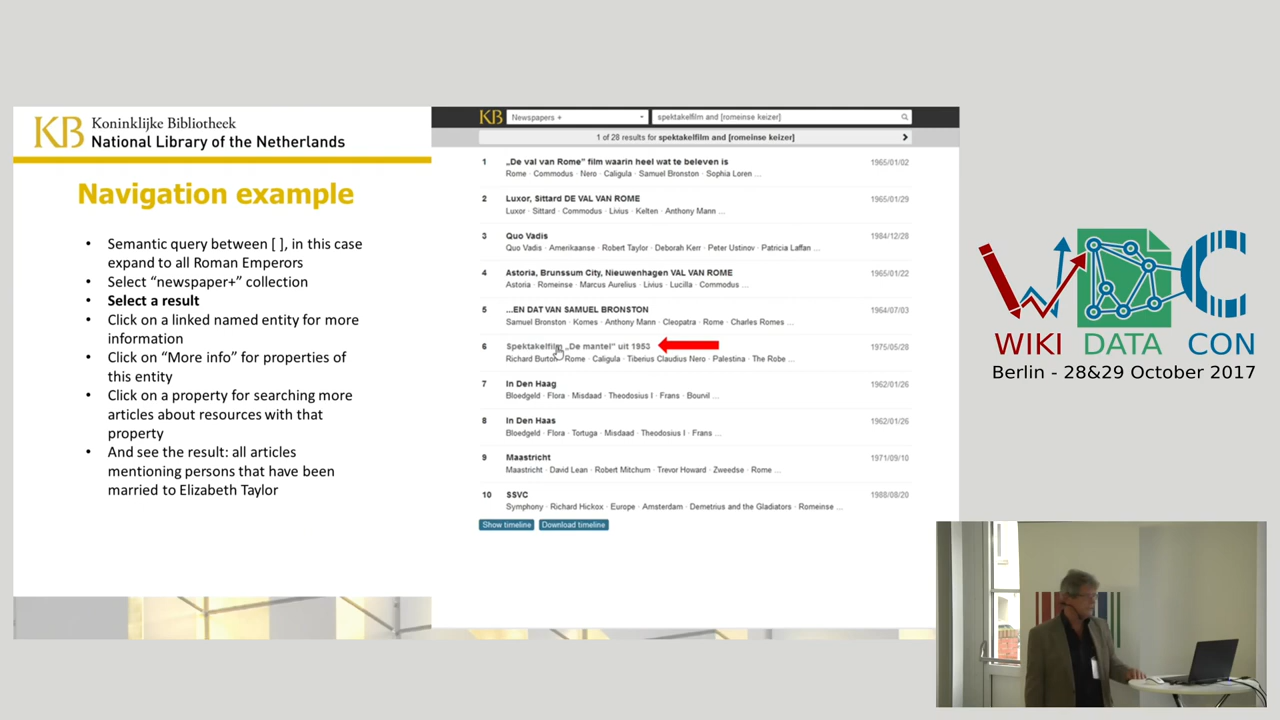 KB Koninklijke Bibliotheek
National Library of the Netherlands
Navigation example
• Semantic query between [ ], in this case
expand to all Roman Emperors
• Select “newspaper+” collection
• Select a result
• Click on a linked named entity for more
information
• Click on “More info” for properties of
this entity
• Click on a property for searching more
articles about resources with that
property
• And see the result: all articles
mentioning persons that have been
married to Elizabeth Taylor
KB Newspapers + spektakelfilm and [romeinse keizer]
1 of 28 results for spektakelfilm and [romeinse keizer]
1 „De val van Rome” film waarin heel wat te beleven is 1965/01/02
Rome · Commodus · Nero · Caligula · Samuel Bronston · Sophia Loren ...
2 Luxor, Sittard DE VAL VAN ROME 1965/01/29
Luxor · Sittard · Commodus · Livius · Kelten · Anthony Mann ...
3 Quo Vadis 1984/12/28
Quo Vadis · Amerikaanse · Robert Taylor · Deborah Kerr · Peter Ustinov · Patricia Laffan ...
4 Astoria, Brunssum City, Nieuwenhagen VAL VAN ROME 1965/01/22
Astoria · Romeinse · Marcus Aurelius · Livius · Lucilla · Commodus ...
5 ...EN DAT VAN SAMUEL BRONSTON 1964/07/03
Samuel Bronston · Komes · Anthony Mann · Cleopatra · Rome · Charles Romes ...
6 Spektakelfilm „De mantel” uit 1953 1975/05/28
Richard Burton · Rome · Caligula · Tiberius Claudius Nero · Palestina · The Robe ...
7 In Den Haag 1962/01/26
Bloedgeld · Flora · Misdaad · Theodosius I · Frans · Bourvil ...
8 In Den Haas 1962/01/26
Bloedgeld · Flora · Tortuga · Misdaad · Theodosius I · Frans ...
9 Maastricht 1971/09/10
Maastricht · David Lean · Robert Mitchum · Trevor Howard · Zweedse · Rome ...
10 SSVC 1988/08/20
Symphony · Richard Hickox · Europe · Amsterdam · Demetrius and the Gladiators · Romeinse ...
Show timeline Download timeline
WDC
WIKI DATA CON
Berlin - 28&29 October 2017